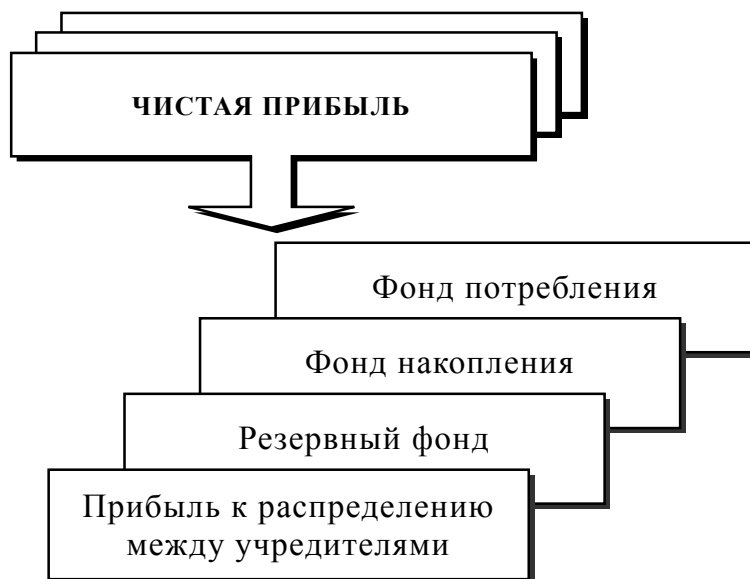 ЧИСТАЯ ПРИБЫЛЬ
Фонд потребления
Фонд накопления
Резервный фонд
Прибыль к распределению
между учредителями